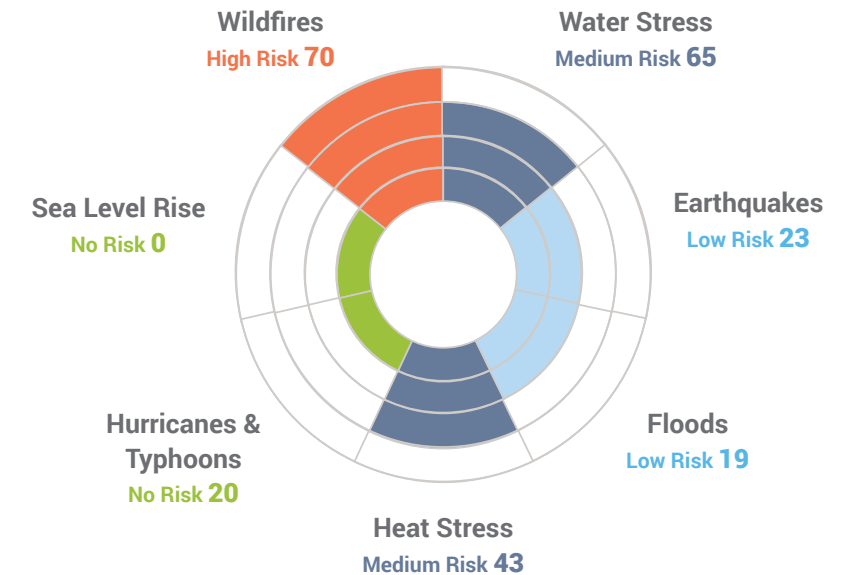 Wildfires
High Risk 70
Water Stress
Medium Risk 65
Sea Level Rise
No Risk 0
Earthquakes
Low Risk 23
Hurricanes &
Typhoons
No Risk 20
Floods
Low Risk 19
Heat Stress
Medium Risk 43